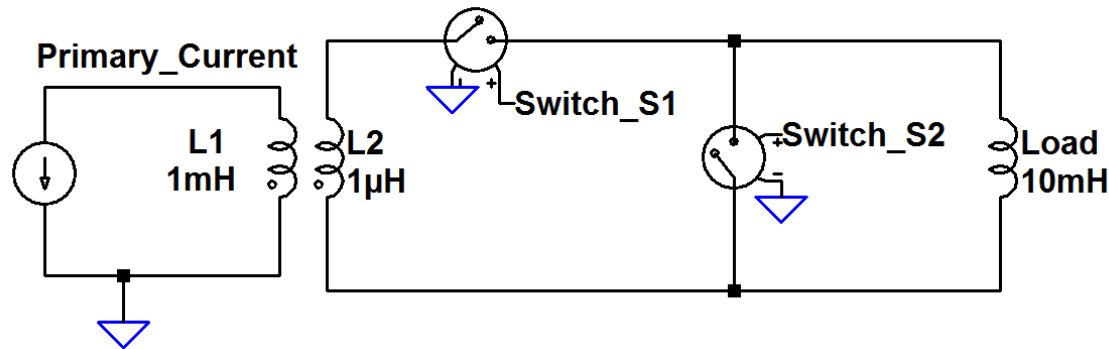 Primary_Current
L1
1mH
L2
1µH
Switch_S1
Switch_S2
Load
10mH